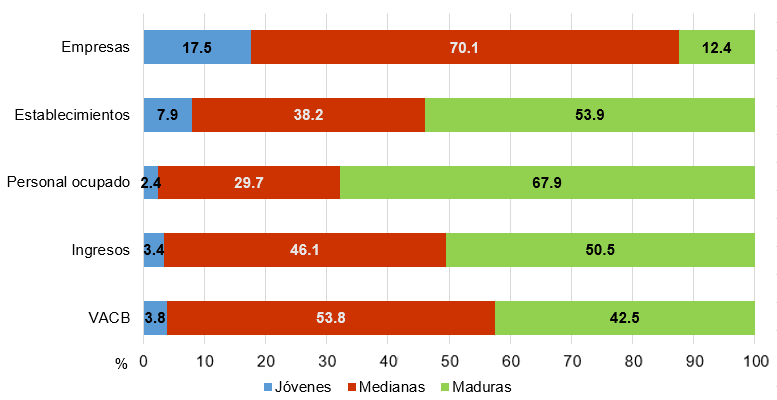 Empresas 17.5 70.1 12.4
Establecimientos 7.9 38.2 53.9
Personal ocupado 2.4 29.7 67.9
Ingresos 3.4 46.1 50.5
VACB 3.8 53.8 42.5
% 0 10 20 30 40 50 60 70 80 90 100
Jóvenes Medianas Maduras